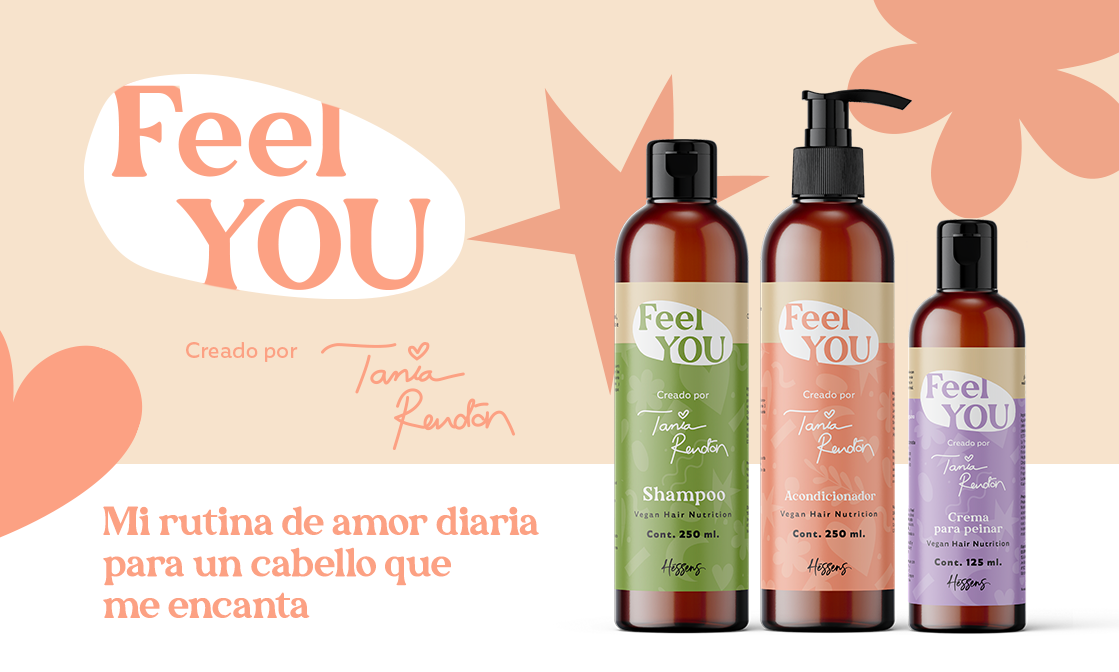 Feel
YOU
Creado por
Tania
Rendón
Mi rutina de amor diaria
para un cabello que
me encanta
Feel
YOU
Creado por
Tania
Rendón
Shampoo
Vegan Hair Nutrition
Cont. 250 ml.
Héssens
Feel
YOU
Creado por
Tania
Rendón
Acondicionador
Vegan Hair Nutrition
Cont. 250 ml.
Héssens
Feel
YOU
Creado por
Tania
Rendón
Crema
para peinar
Vegan Hair Nutrition
Cont. 125 ml.
Héssens